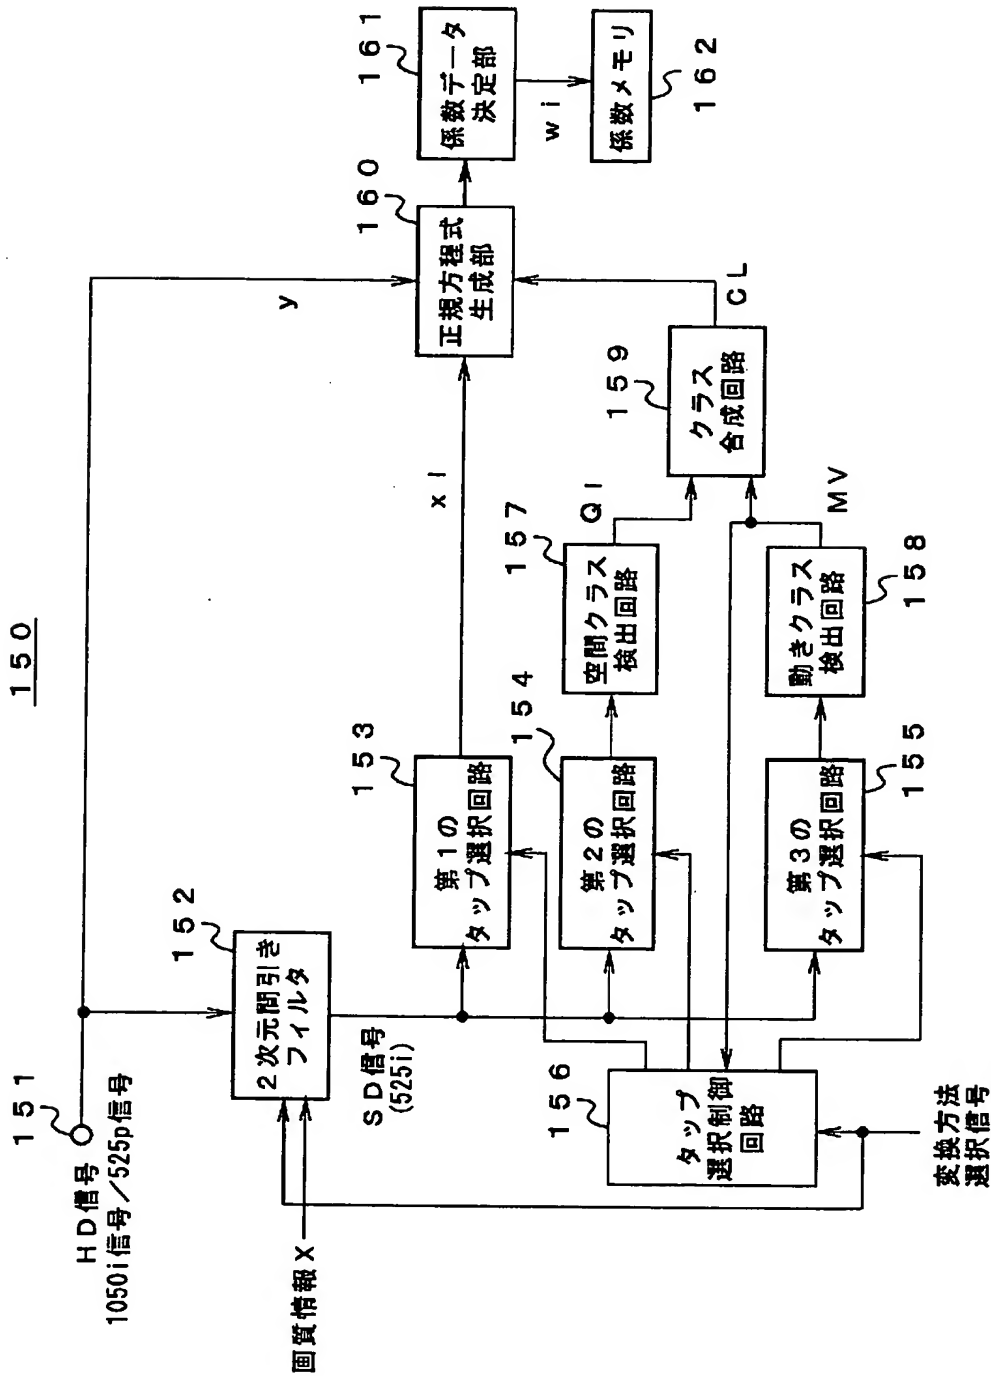 １５０
１５１
HD信号
1050i信号／525p信号
画質情報X
１５２
２次元間引き
フィルタ
SD信号
(525i)
１５３
第１の
タップ選択回路
１５４
第２の
タップ選択回路
１５５
第３の
タップ選択回路
１５６
タップ
選択制御
回路
変換方法
選択信号
１５７
空間クラス
検出回路
１５８
動きクラス
検出回路
QI
MV
１５９
クラス
合成回路
CL
xI
y
１６０
正規方程式
生成部
１６１
係数データ
決定部
wi
係数メモリ
１６２